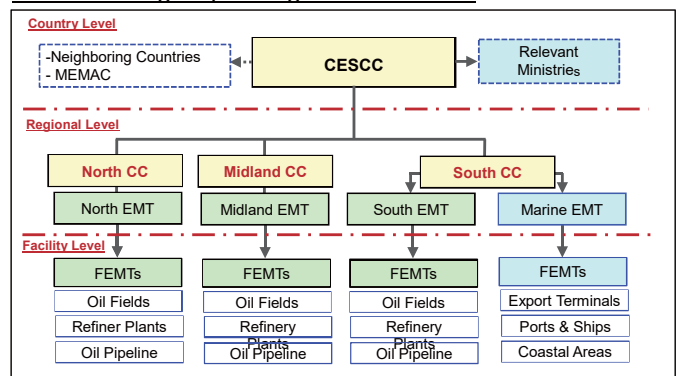 Country Level
-Neighboring Countries
- MEMAC
CESCC
Relevant
Ministries
Regional Level
North CC
Midland CC
South CC
North EMT
Midland EMT
South EMT
Marine EMT
Facility Level
FEMTs
FEMTs
FEMTs
FEMTs
Oil Fields
Oil Fields
Oil Fields
Export Terminals
Refiner Plants
Refinery
Plants
Refinery
Plants
Ports & Ships
Oil Pipeline
Oil Pipeline
Oil Pipeline
Coastal Areas